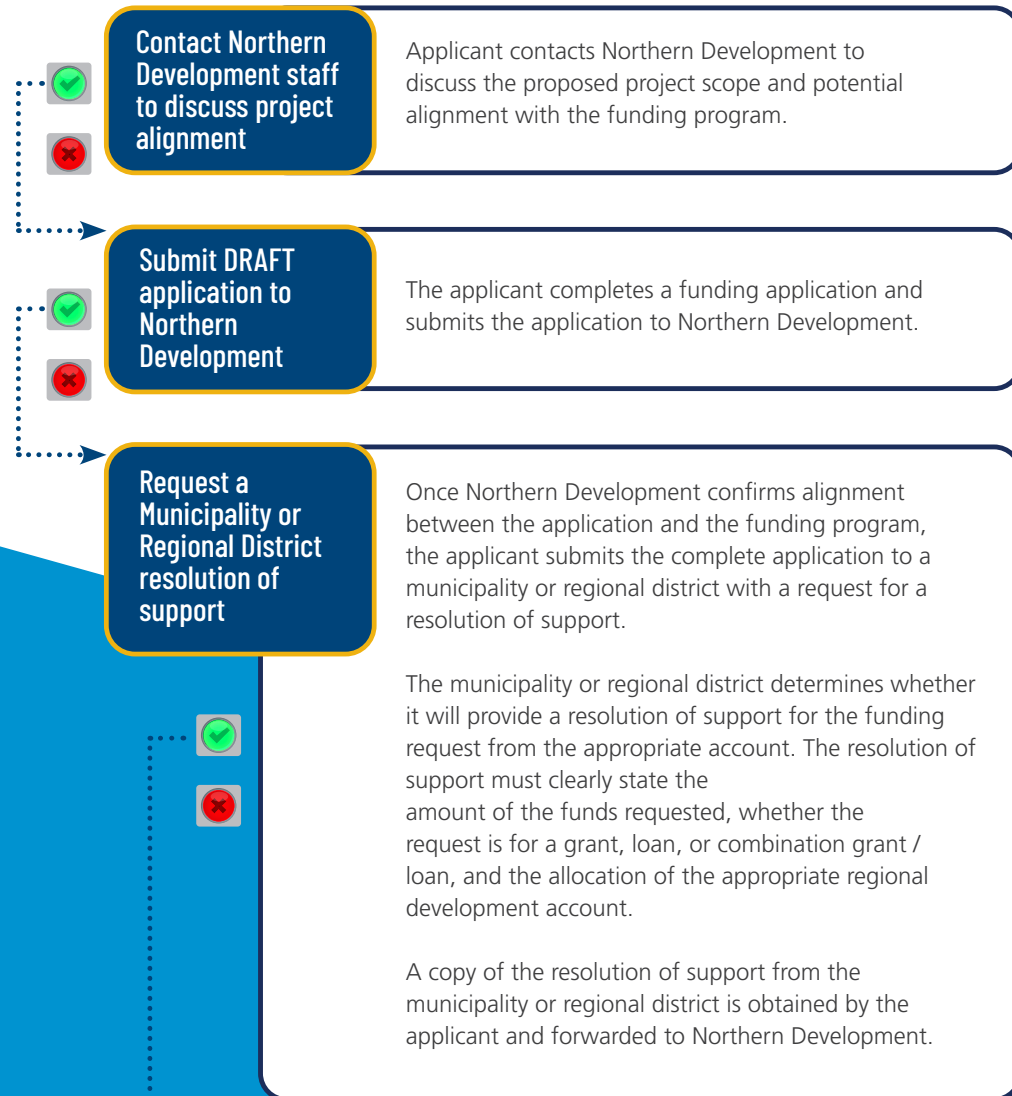 Contact Northern
Development staff
to discuss project
alignment
Applicant contacts Northern Development to
discuss the proposed project scope and potential
alignment with the funding program.
Submit DRAFT
application to
Northern
Development
The applicant completes a funding application and
submits the application to Northern Development.
Request a
Municipality or
Regional District
resolution of
support
Once Northern Development confirms alignment
between the application and the funding program,
the applicant submits the complete application to a
municipality or regional district with a request for a
resolution of support.
The municipality or regional district determines whether
it will provide a resolution of support for the funding
request from the appropriate account. The resolution of
support must clearly state the
amount of the funds requested, whether the
request is for a grant, loan, or combination grant /
loan, and the allocation of the appropriate regional
development account.
A copy of the resolution of support from the
municipality or regional district is obtained by the
applicant and forwarded to Northern Development.